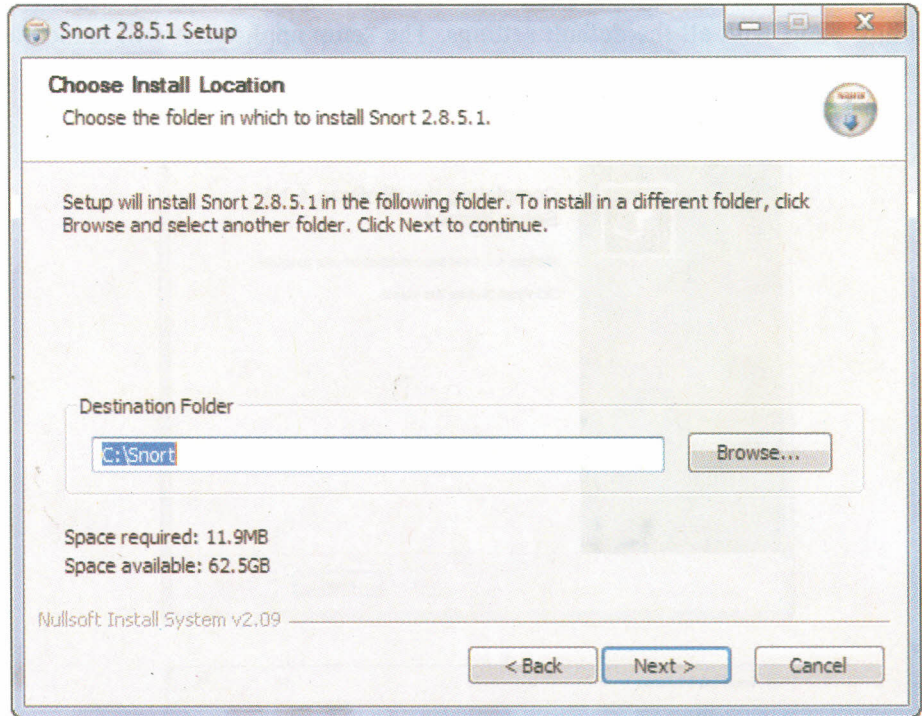 Snort 2.8.5.1 Setup
Choose Install Location
Choose the folder in which to install Snort 2.8.5.1.
Setup will install Snort 2.8.5.1 in the following folder. To install in a different folder, click
Browse and select another folder. Click Next to continue.
Destination Folder
C:\Snort
Browse...
Space required: 11.9MB
Space available: 62.5GB
Nullsoft Install System v2.09
< Back
Next >
Cancel